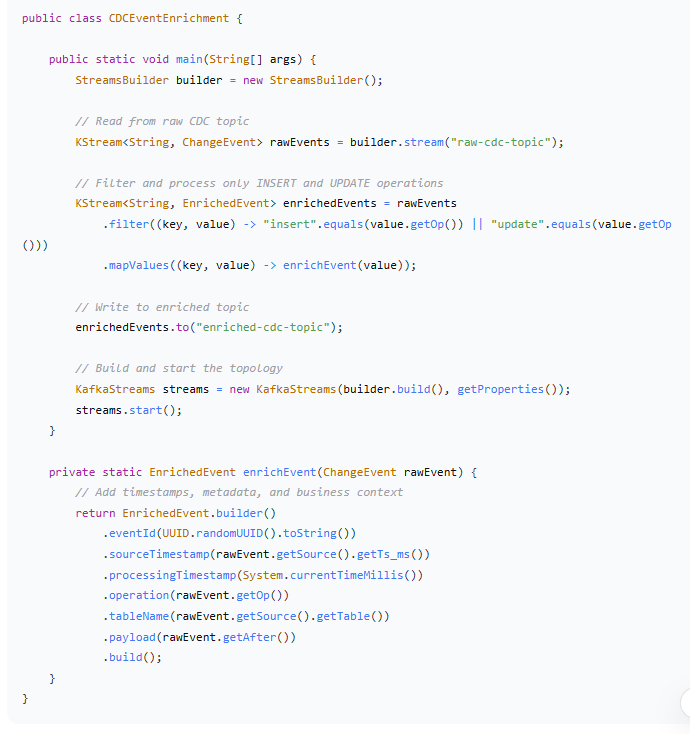 public class CDCEventEnrichment {
    public static void main(String[] args) {
        StreamsBuilder builder = new StreamsBuilder();
        // Read from raw CDC topic
        KStream<String, ChangeEvent> rawEvents = builder.stream("raw-cdc-topic");
        // Filter and process only INSERT and UPDATE operations
        KStream<String, EnrichedEvent> enrichedEvents = rawEvents
            .filter((key, value) -> "insert".equals(value.getOp()) || "update".equals(value.getOp
()))
            .mapValues((key, value) -> enrichEvent(value));
        // Write to enriched topic
        enrichedEvents.to("enriched-cdc-topic");
        // Build and start the topology
        KafkaStreams streams = new KafkaStreams(builder.build(), getProperties());
        streams.start();
    }
    private static EnrichedEvent enrichEvent(ChangeEvent rawEvent) {
        // Add timestamps, metadata, and business context
        return EnrichedEvent.builder()
            .eventId(UUID.randomUUID().toString())
            .sourceTimestamp(rawEvent.getSource().getTs_ms())
            .processingTimestamp(System.currentTimeMillis())
            .operation(rawEvent.getOp())
            .tableName(rawEvent.getSource().getTable())
            .payload(rawEvent.getAfter())
            .build();
    }
}